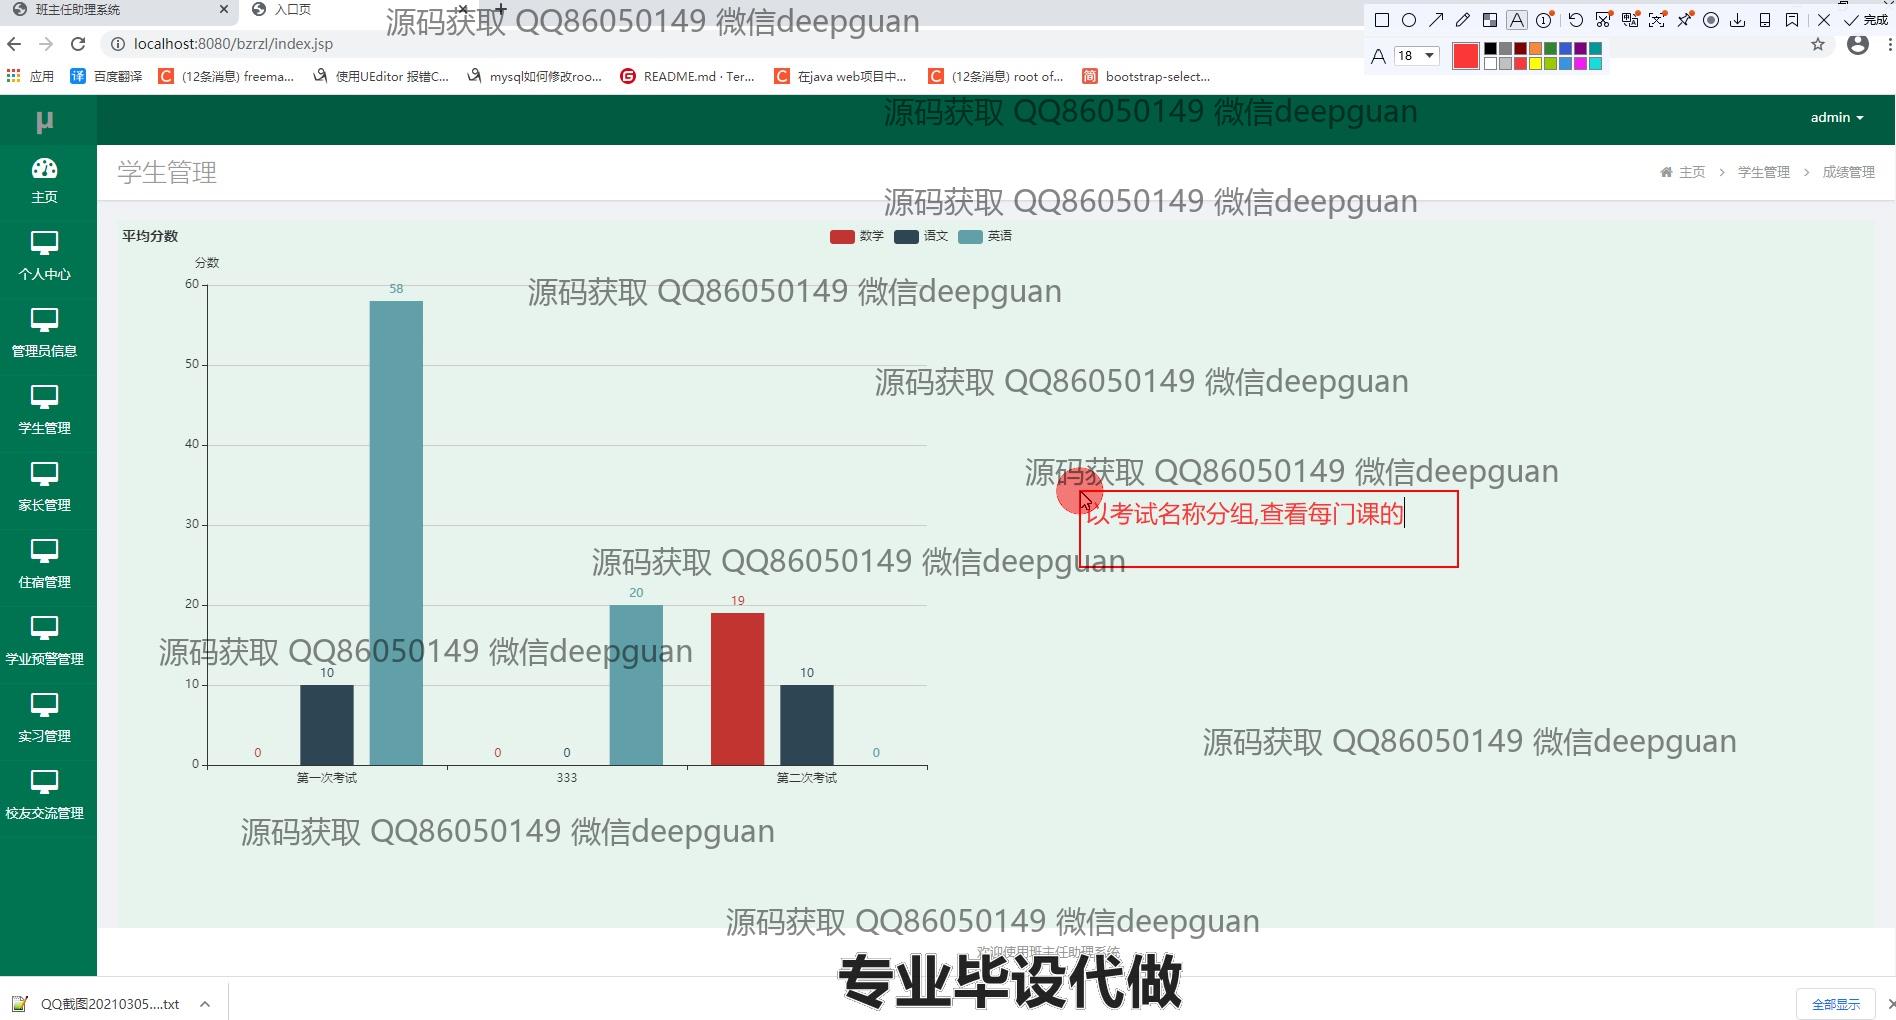 班主任助理系统
入口页
源码获取 QQ86050149 微信deepguan
完成
localhost:8080/bzrzl/index.jsp
A 18
应用
百度翻译
(12条消息) freema...
使用UEditor 报错C...
mysql如何修改roo...
README.md · Ter...
在java web项目中...
(12条消息) root of...
bootstrap-select...
源码获取 QQ86050149 微信deepguan
μ
admin
主页
学生管理
主页 > 学生管理 > 成绩管理
源码获取 QQ86050149 微信deepguan
个人中心
管理员信息
学生管理
家长管理
住宿管理
学业预警管理
实习管理
校友交流管理
平均分数
数学 语文 英语
分数
60
58
源码获取 QQ86050149 微信deepguan
50
源码获取 QQ86050149 微信deepguan
40
源码获取 QQ86050149 微信deepguan
以考试名称分组,查看每门课的
30
源码获取 QQ86050149 微信deepguan
20
20
19
源码获取 QQ86050149 微信deepguan
10
10
10
源码获取 QQ86050149 微信deepguan
0
0
0
0
0
第一次考试
333
第二次考试
源码获取 QQ86050149 微信deepguan
源码获取 QQ86050149 微信deepguan
欢迎使用班主任助理系统
专业毕设代做
QQ截图20210305....txt
全部显示